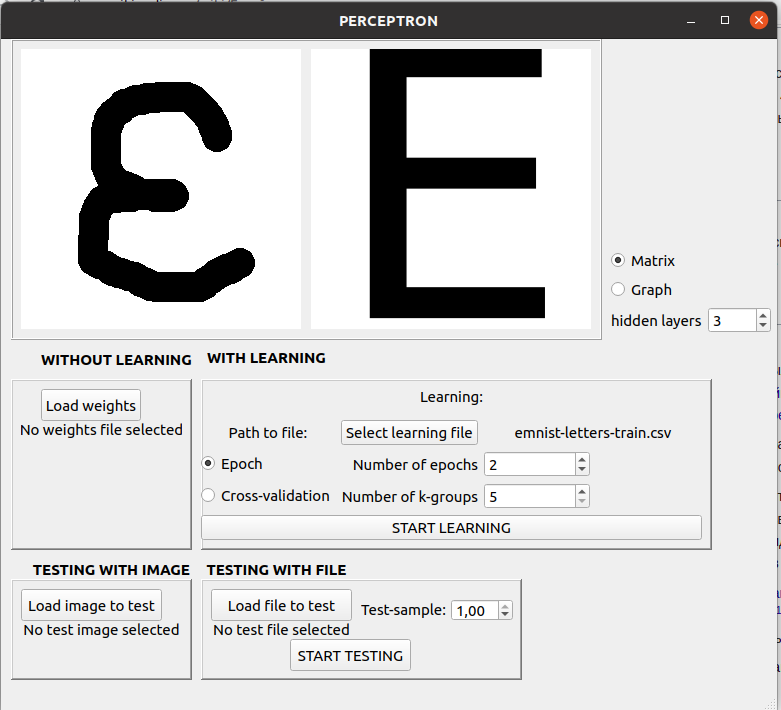 PERCEPTRON
Ɛ E
Matrix
Graph
hidden layers 3
WITHOUT LEARNING WITH LEARNING
Load weights
No weights file selected
Learning:
Path to file: Select learning file emnist-letters-train.csv
Epoch Number of epochs 2
Cross-validation Number of k-groups 5
START LEARNING
TESTING WITH IMAGE TESTING WITH FILE
Load image to test
No test image selected
Load file to test Test-sample: 1,00
No test file selected
START TESTING